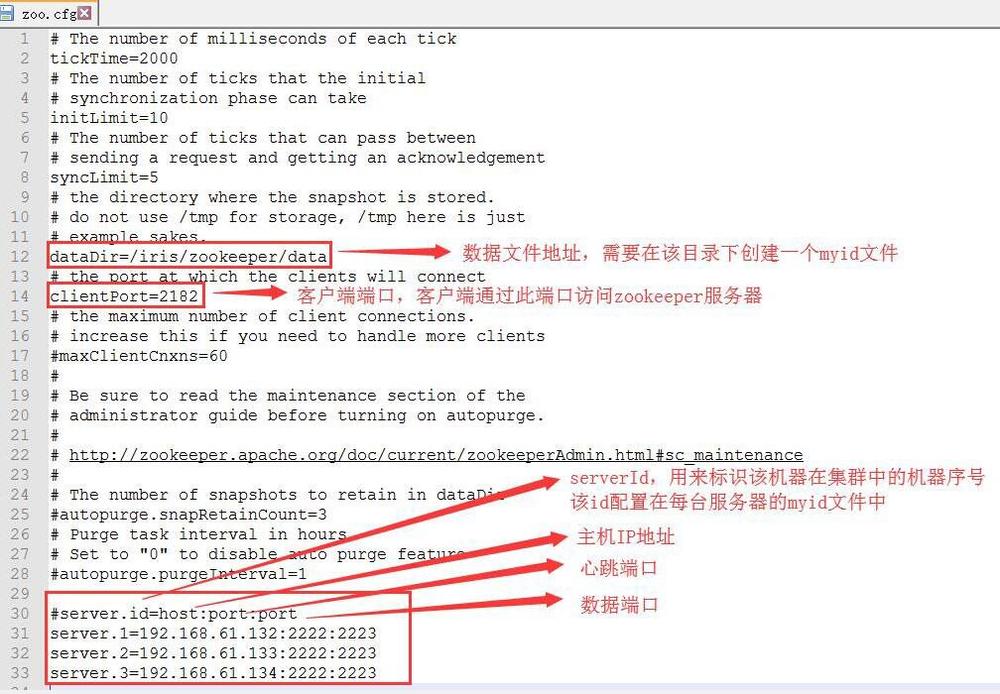 zoo.cfg
1 # The number of milliseconds of each tick
2 tickTime=2000
3 # The number of ticks that the initial
4 # synchronization phase can take
5 initLimit=10
6 # The number of ticks that can pass between
7 # sending a request and getting an acknowledgement
8 syncLimit=5
9 # the directory where the snapshot is stored.
10 # do not use /tmp for storage, /tmp here is just
11 # example sakes.
12 dataDir=/iris/zookeeper/data 数据文件地址，需要在该目录下创建一个myid文件
13 # the port at which the clients will connect
14 clientPort=2182 客户端端口，客户端通过此端口访问zookeeper服务器
15 # the maximum number of client connections.
16 # increase this if you need to handle more clients
17 #maxClientCnxns=60
18 #
19 # Be sure to read the maintenance section of the
20 # administrator guide before turning on autopurge.
21 #
22 # http://zookeeper.apache.org/doc/current/zookeeperAdmin.html#sc_maintenance
23 #
serverId，用来标识该机器在集群中的机器序号
24 # The number of snapshots to retain in dataDir
该id配置在每台服务器的myid文件中
25 #autopurge.snapRetainCount=3
26 # Purge task interval in hours
主机IP地址
27 # Set to "0" to disable auto purge feature
心跳端口
28 #autopurge.purgeInterval=1
29
数据端口
30 #server.id=host:port:port
31 server.1=192.168.61.132:2222:2223
32 server.2=192.168.61.133:2222:2223
33 server.3=192.168.61.134:2222:2223